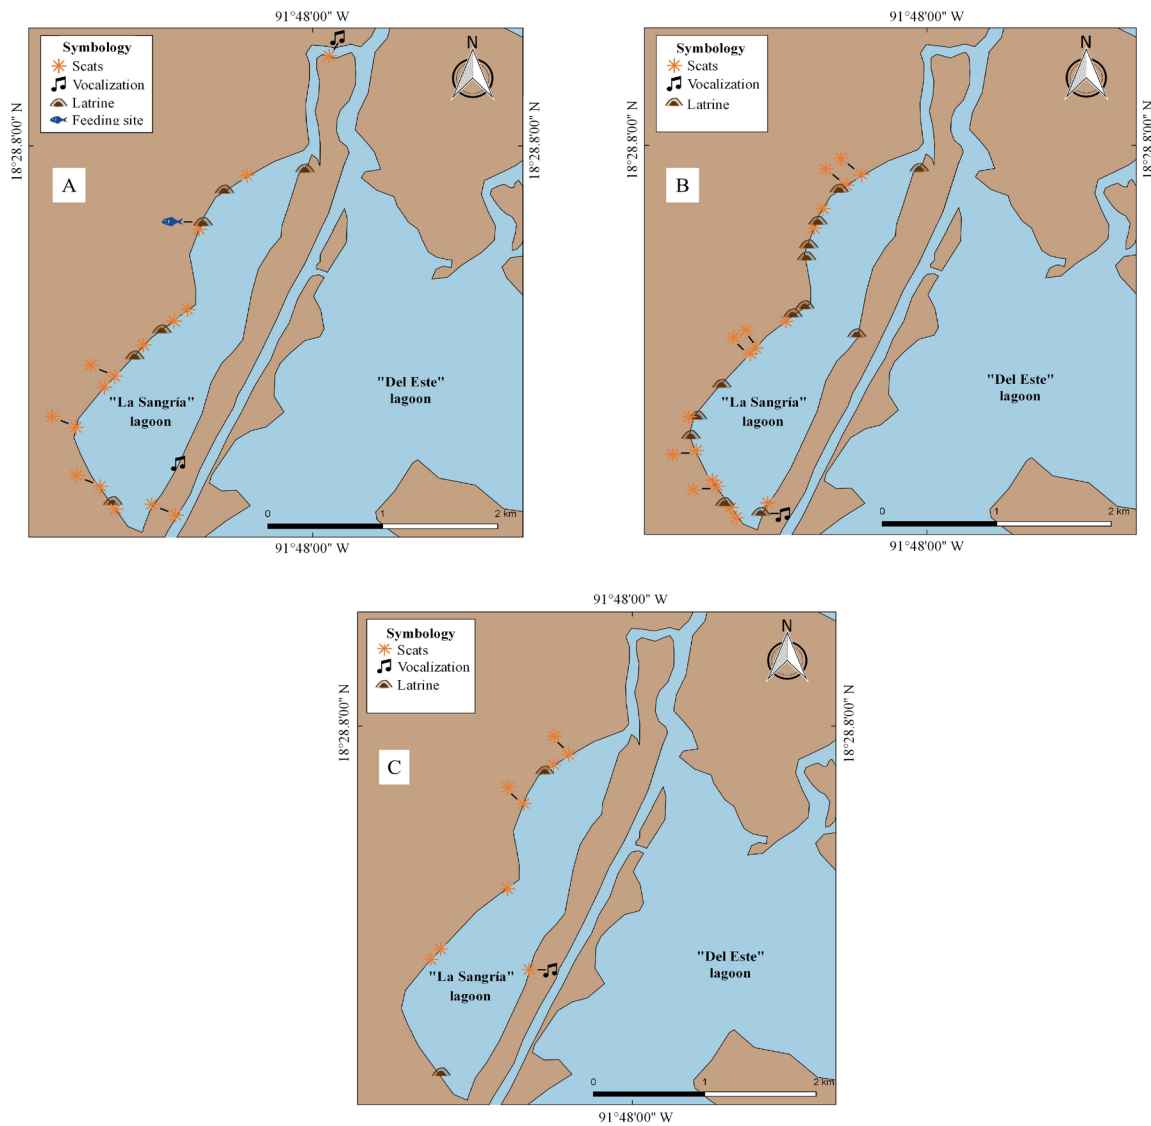 91°48'00" W
Symbology
Scats
Vocalization
Latrine
Feeding site
N
18°28.8'00" N
18°28.8'00" N
A
"Del Este"
lagoon
"La Sangría"
lagoon
0 1 2 km
91°48'00" W
91°48'00" W
Symbology
Scats
Vocalization
Latrine
N
18°28.8'00" N
18°28.8'00" N
B
"Del Este"
lagoon
"La Sangría"
lagoon
0 1 2 km
91°48'00" W
91°48'00" W
Symbology
Scats
Vocalization
Latrine
N
18°28.8'00" N
18°28.8'00" N
C
"Del Este"
lagoon
"La Sangría"
lagoon
0 1 2 km
91°48'00" W